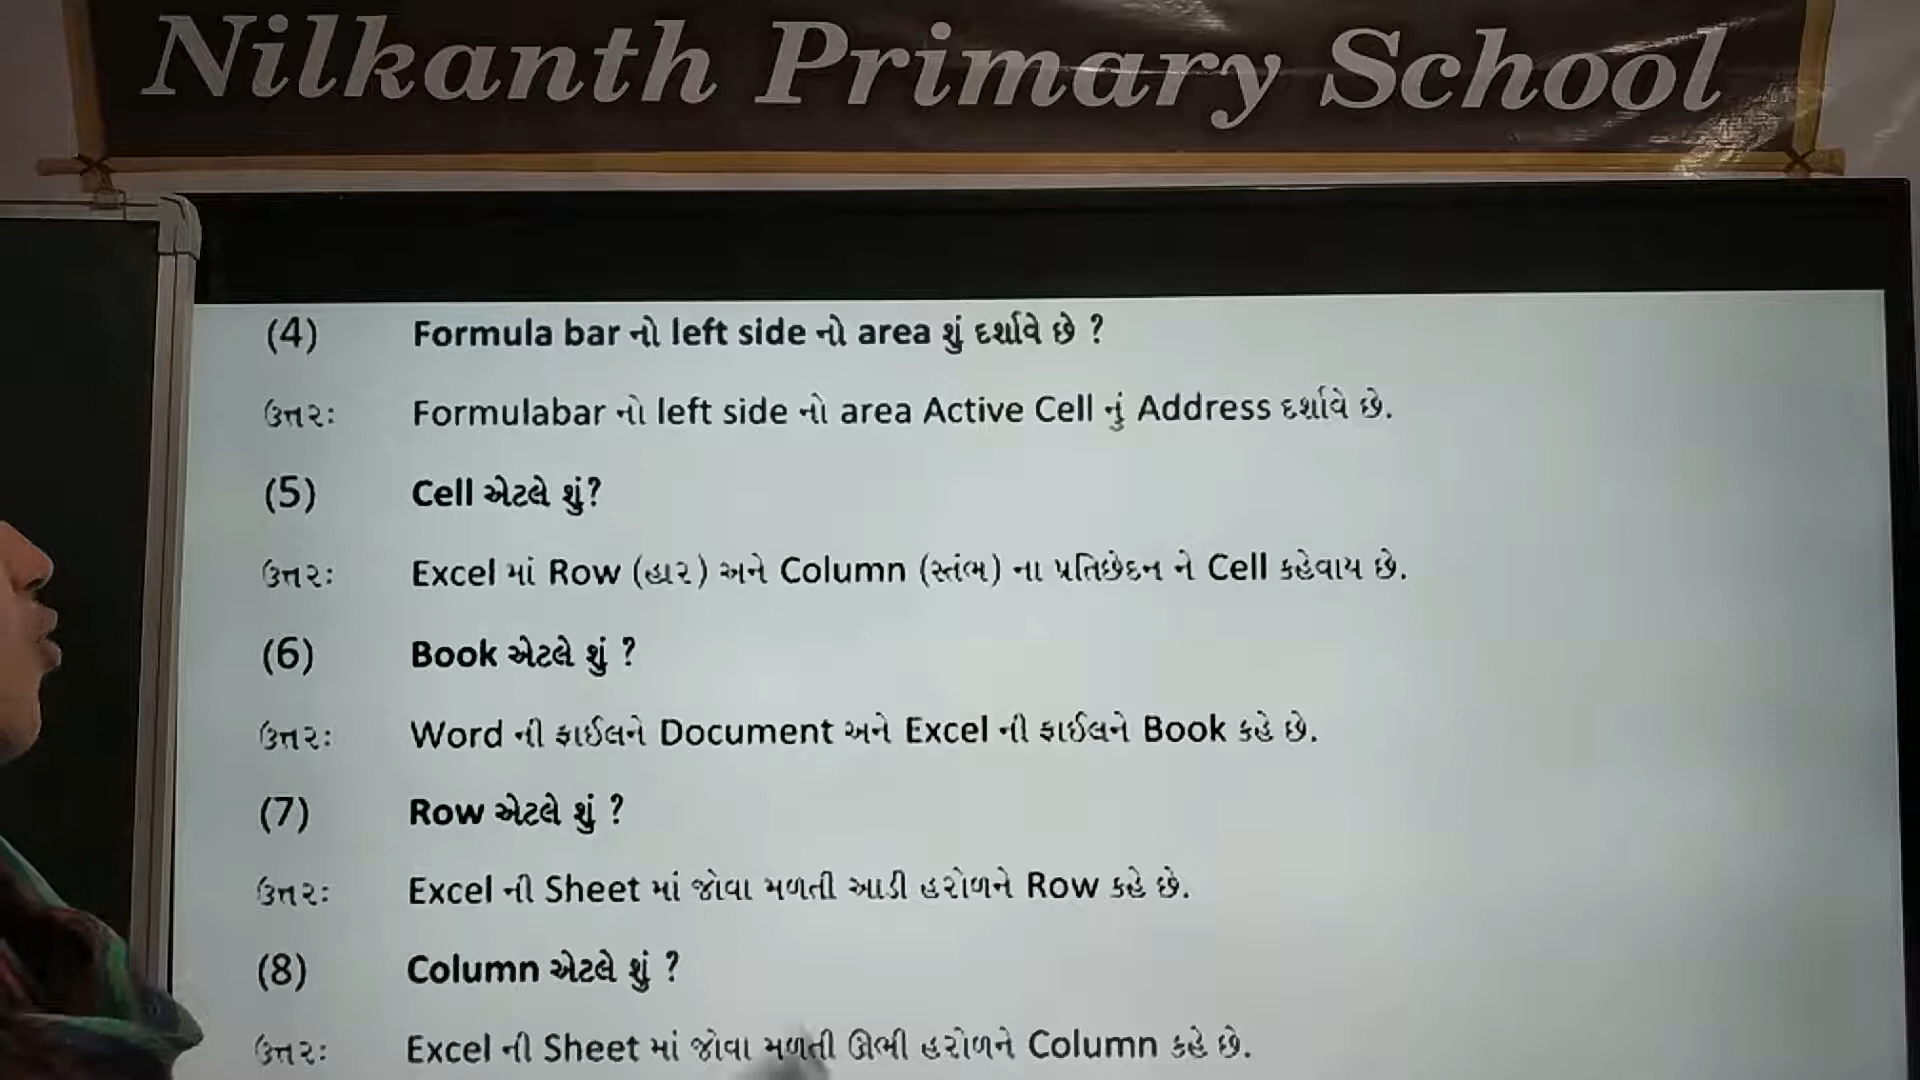 Nilkanth Primary School
(4) Formula bar નો left side નો area શું દર્શાવે છે ?
ઉત્તરઃ Formulabar નો left side નો area Active Cell નું Address દર્શાવે છે.
(5) Cell એટલે શું?
ઉત્તરઃ Excel માં Row (હાર) અને Column (સ્તંભ) ના પ્રતિછેદન ને Cell કહેવાય છે.
(6) Book એટલે શું ?
ઉત્તરઃ Word ની ફાઈલને Document અને Excel ની ફાઈલને Book કહે છે.
(7) Row એટલે શું ?
ઉત્તરઃ Excel ની Sheet માં જોવા મળતી આડી હરોળને Row કહે છે.
(8) Column એટલે શું ?
ઉત્તરઃ Excel ની Sheet માં જોવા મળતી ઊભી હરોળને Column કહે છે.